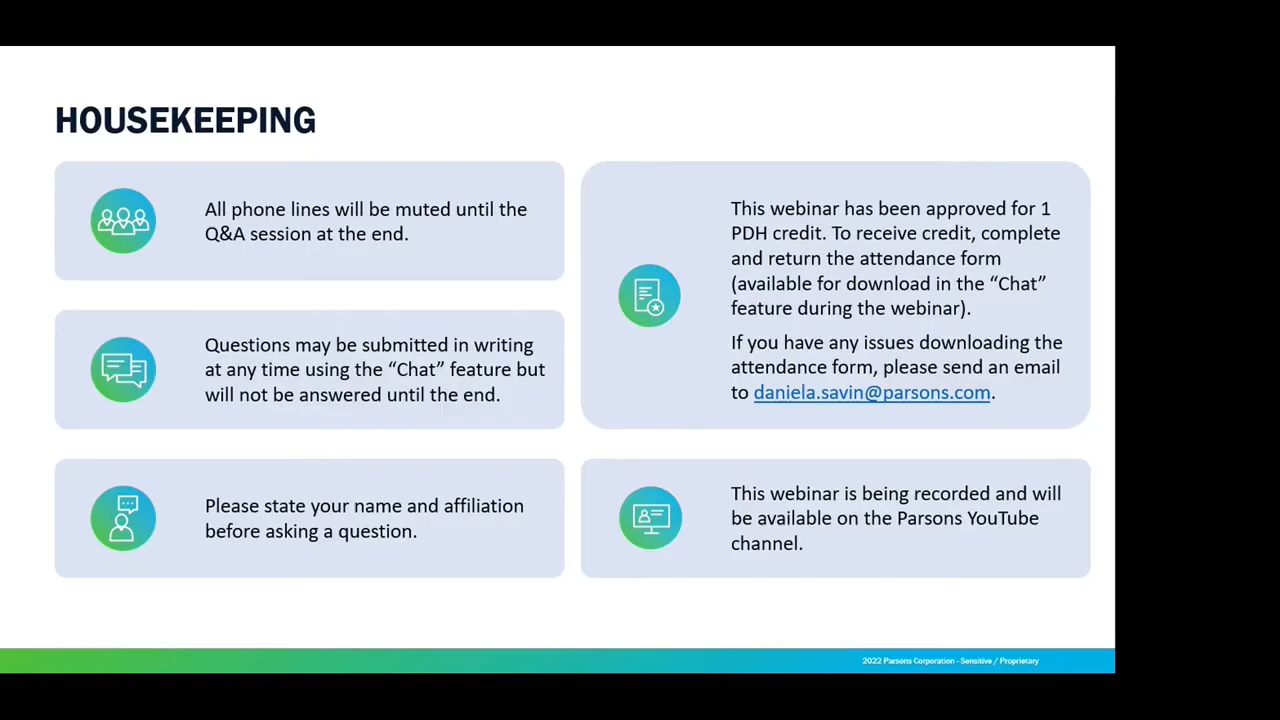 HOUSEKEEPING
All phone lines will be muted until the
Q&A session at the end.
Questions may be submitted in writing
at any time using the “Chat” feature but
will not be answered until the end.
Please state your name and affiliation
before asking a question.
This webinar has been approved for 1
PDH credit. To receive credit, complete
and return the attendance form
(available for download in the “Chat”
feature during the webinar).
If you have any issues downloading the
attendance form, please send an email
to daniela.savin@parsons.com.
This webinar is being recorded and will
be available on the Parsons YouTube
channel.
2022 Parsons Corporation - Sensitive / Proprietary